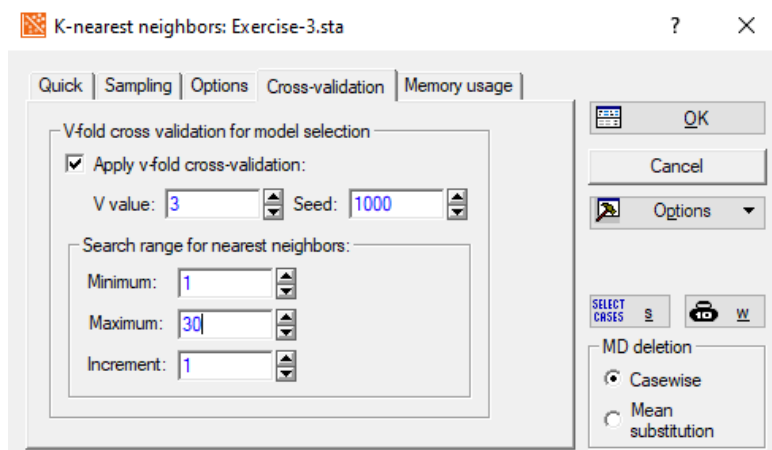 K-nearest neighbors: Exercise-3.sta ? ×
Quick Sampling Options Cross-validation Memory usage
V-fold cross validation for model selection
Apply v-fold cross-validation:
V value: 3 Seed: 1000
Search range for nearest neighbors:
Minimum: 1
Maximum: 30
Increment: 1
OK
Cancel
Options
SELECT CASES S W
MD deletion
Casewise
Mean
substitution